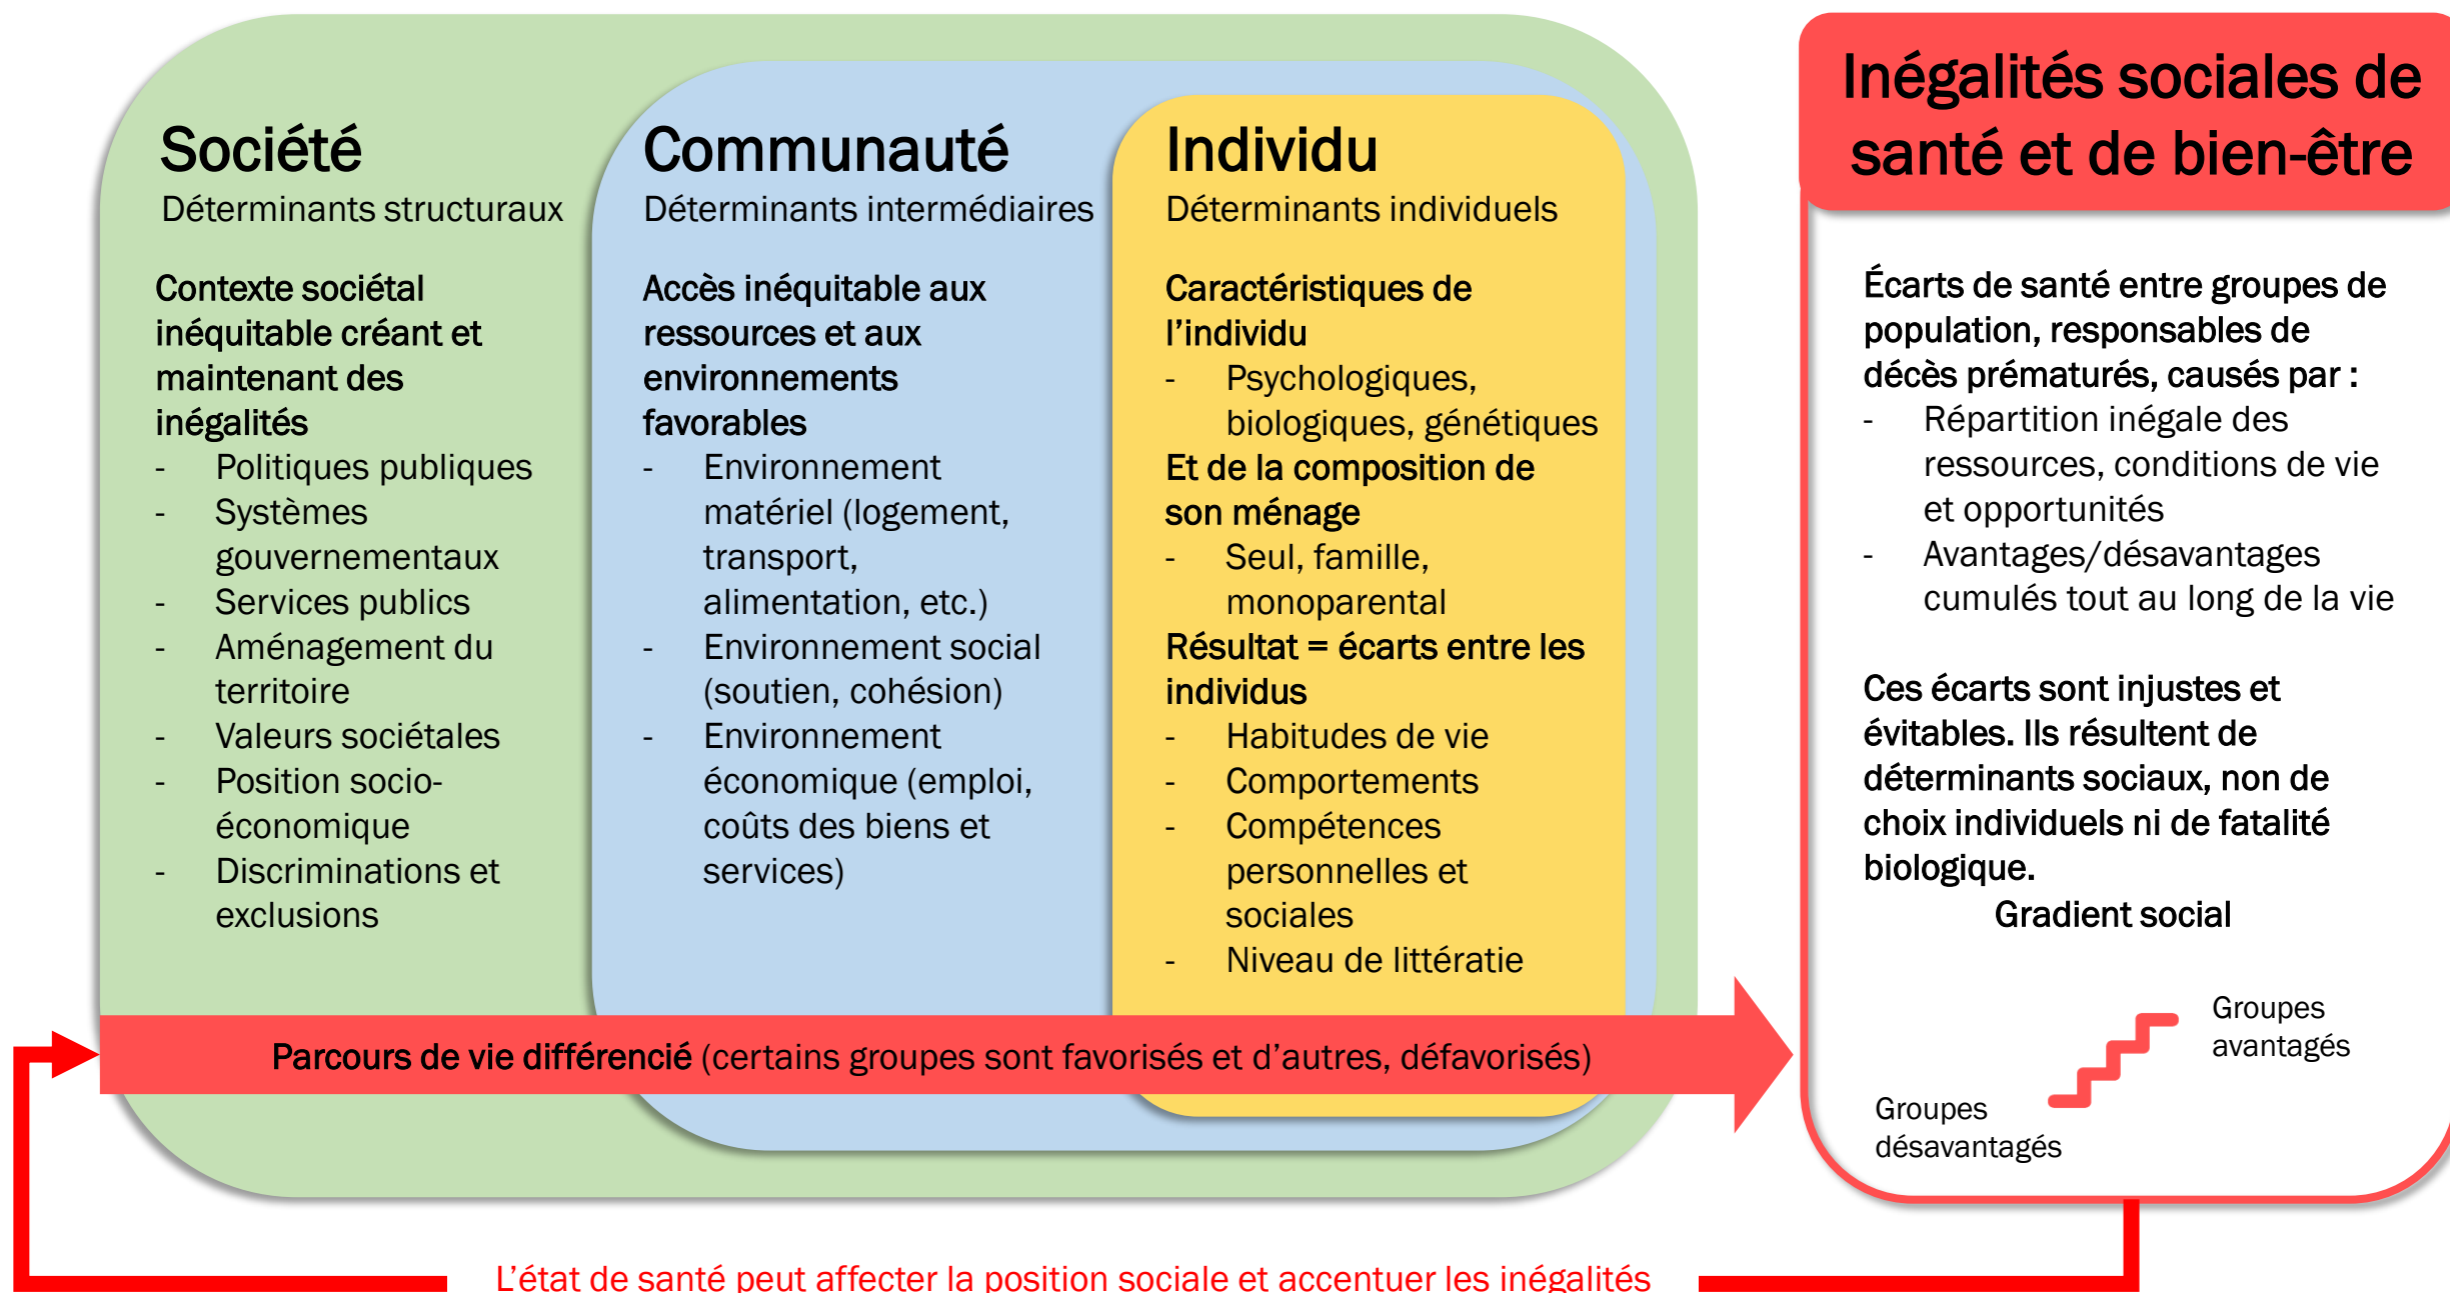 Société
Déterminants structuraux
Contexte sociétal
inéquitable créant et
maintenant des
inégalités
- Politiques publiques
- Systèmes
gouvernementaux
- Services publics
- Aménagement du
territoire
- Valeurs sociétales
- Position socio-
économique
- Discriminations et
exclusions
Communauté
Déterminants intermédiaires
Accès inéquitable aux
ressources et aux
environnements
favorables
- Environnement
matériel (logement,
transport,
alimentation, etc.)
- Environnement social
(soutien, cohésion)
- Environnement
économique (emploi,
coûts des biens et
services)
Individu
Déterminants individuels
Caractéristiques de
l’individu
- Psychologiques,
biologiques, génétiques
Et de la composition de
son ménage
- Seul, famille,
monoparental
Résultat = écarts entre les
individus
- Habitudes de vie
- Comportements
- Compétences
personnelles et
sociales
- Niveau de littératie
Parcours de vie différencié (certains groupes sont favorisés et d’autres, défavorisés)
Inégalités sociales de
santé et de bien-être
Écarts de santé entre groupes de
population, responsables de
décès prématurés, causés par :
- Répartition inégale des
ressources, conditions de vie
et opportunités
- Avantages/désavantages
cumulés tout au long de la vie
Ces écarts sont injustes et
évitables. Ils résultent de
déterminants sociaux, non de
choix individuels ni de fatalité
biologique.
Gradient social
Groupes
avantagés
Groupes
désavantagés
L’état de santé peut affecter la position sociale et accentuer les inégalités